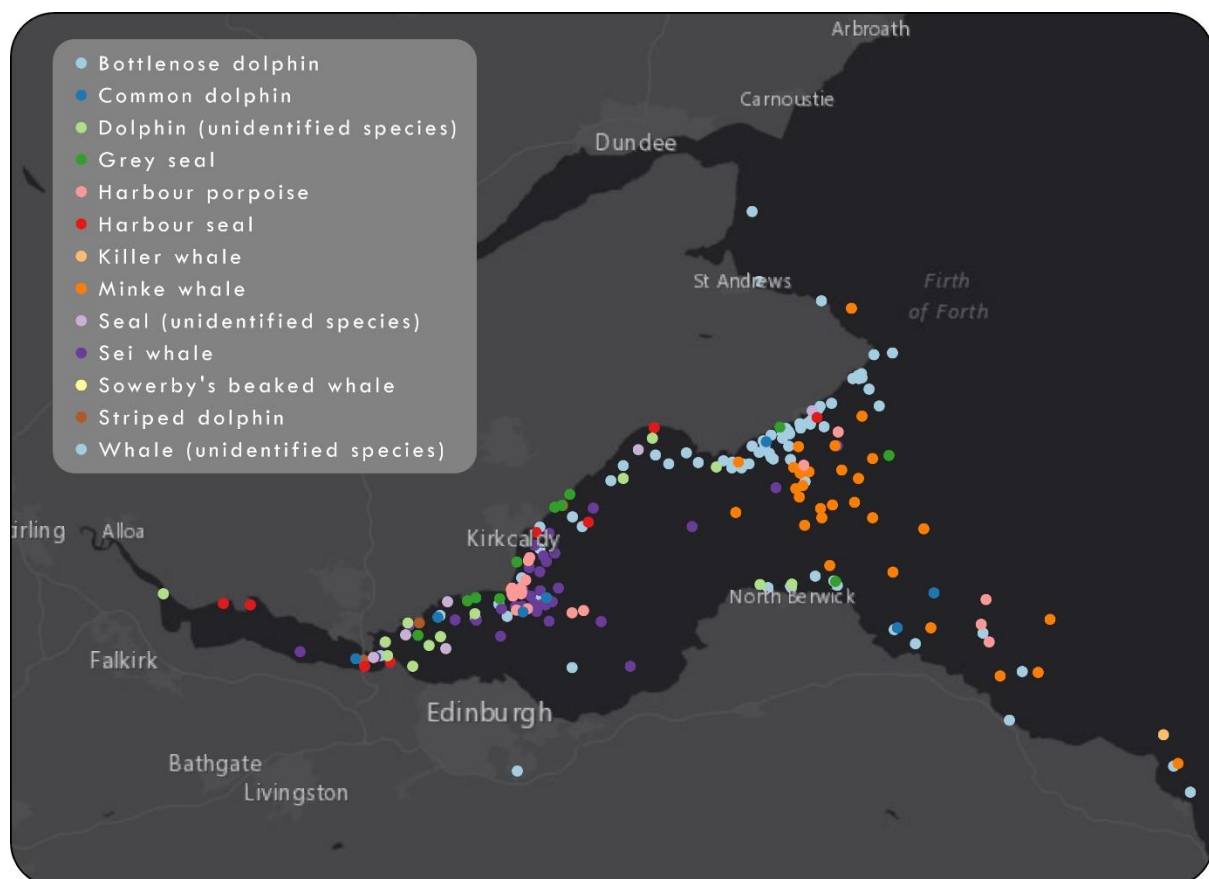 Bottlenose dolphin
Common dolphin
Dolphin (unidentified species)
Grey seal
Harbour porpoise
Harbour seal
Killer whale
Minke whale
Seal (unidentified species)
Sei whale
Sowerby's beaked whale
Striped dolphin
Whale (unidentified species)
Arbroath
Carnoustie
Dundee
St Andrews
Firth
of Forth
irling
Alloa
Kirkcaldy
North Berwick
Falkirk
Edinburgh
Bathgate
Livingston